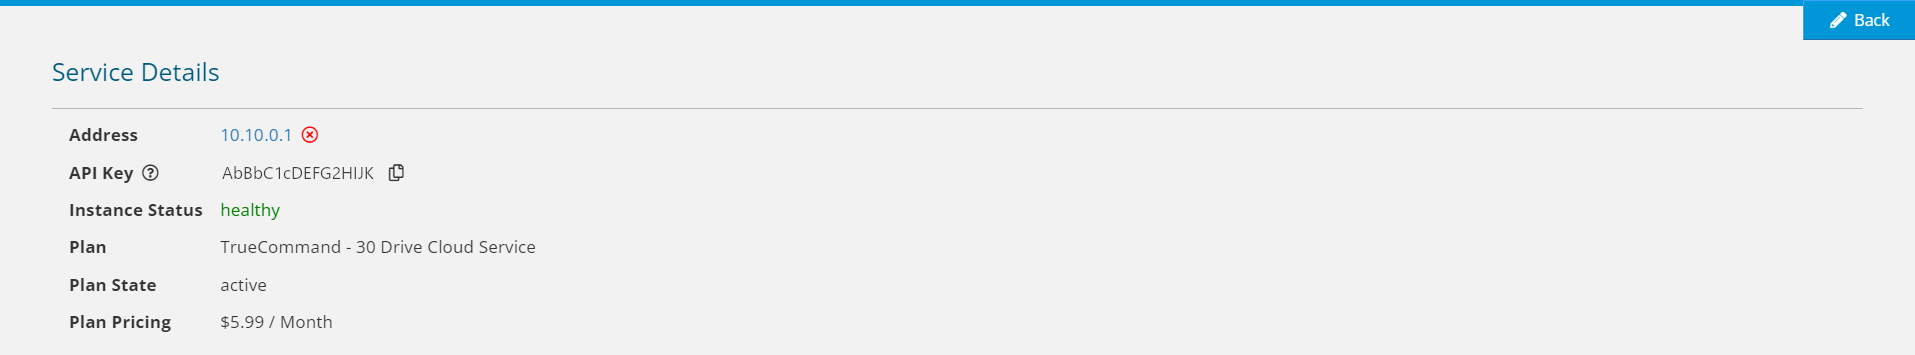 Back
Service Details
Address 10.10.0.1
API Key AbBbC1cDEFG2HIJK
Instance Status healthy
Plan TrueCommand - 30 Drive Cloud Service
Plan State active
Plan Pricing $5.99 / Month